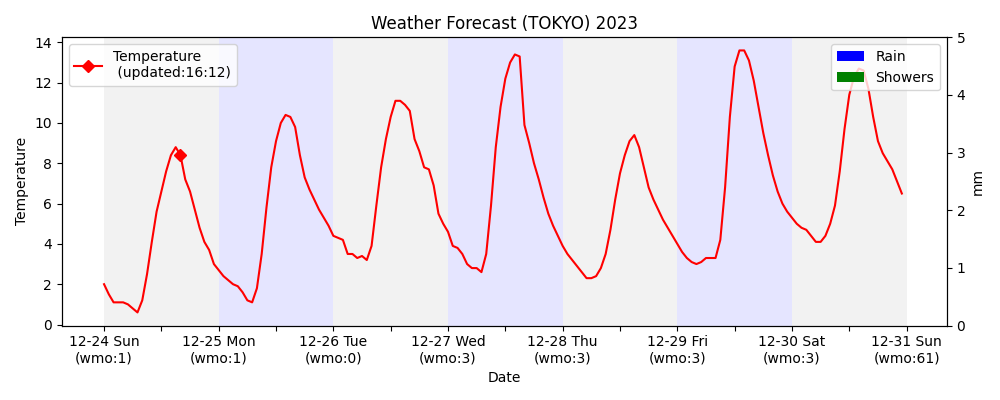 Weather Forecast (TOKYO) 2023
Temperature
(updated:16:12)
Rain
Showers
14
12
10
8
6
4
2
0
Temperature
5
4
3
2
1
0
mm
12-24 Sun
(wmo:1)
12-25 Mon
(wmo:1)
12-26 Tue
(wmo:0)
12-27 Wed
(wmo:3)
12-28 Thu
(wmo:3)
12-29 Fri
(wmo:3)
12-30 Sat
(wmo:3)
12-31 Sun
(wmo:61)
Date